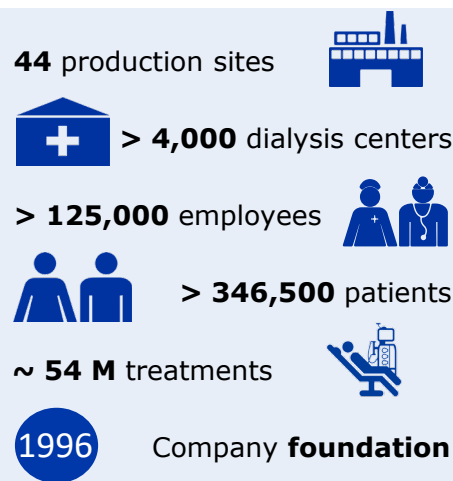 44 production sites
> 4,000 dialysis centers
> 125,000 employees
> 346,500 patients
~ 54 M treatments
1996 Company foundation